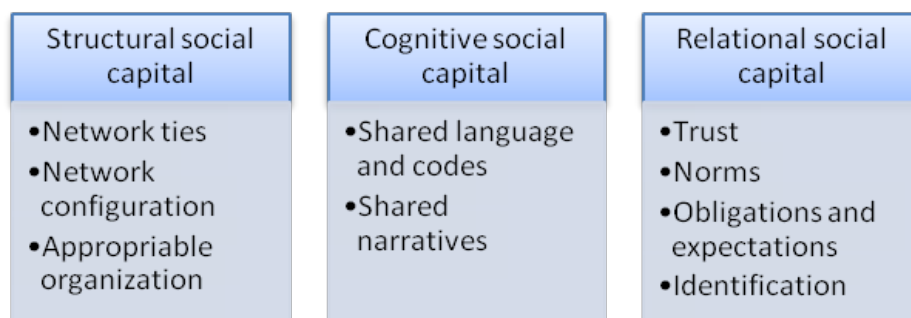 Structural social
capital
•Network ties
•Network
configuration
•Appropriable
organization
Cognitive social
capital
•Shared language
and codes
•Shared
narratives
Relational social
capital
•Trust
•Norms
•Obligations and
expectations
•Identification